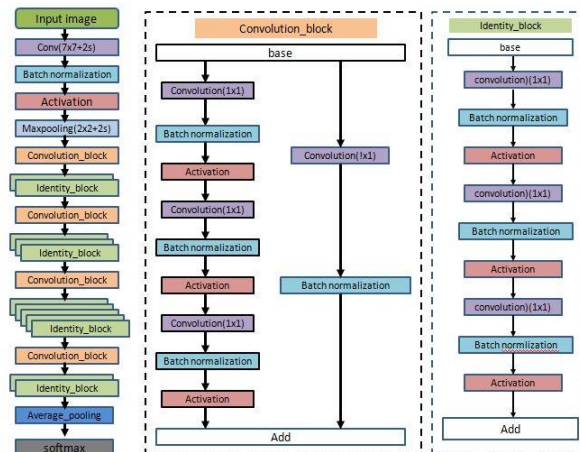 Input image
Conv(7x7+2s)
Batch normalization
Activation
Maxpooling(2x2+2s)
Convolution_block
Identity_block
Convolution_block
Identity_block
Convolution_block
Identity_block
Convolution_block
Identity_block
Average_pooling
softmax
Convolution_block
base
Convolution(1x1)
Batch normalization
Activation
Convolution(1x1)
Batch normalization
Activation
Convolution(1x1)
Batch normalization
Activation
Convolution(!x1)
Batch normalization
Add
Identity_block
base
convolution)(1x1)
Batch normalization
Activation
convolution)(1x1)
Batch normalization
Activation
convolution)(1x1)
Batch normlization
Activation
Add